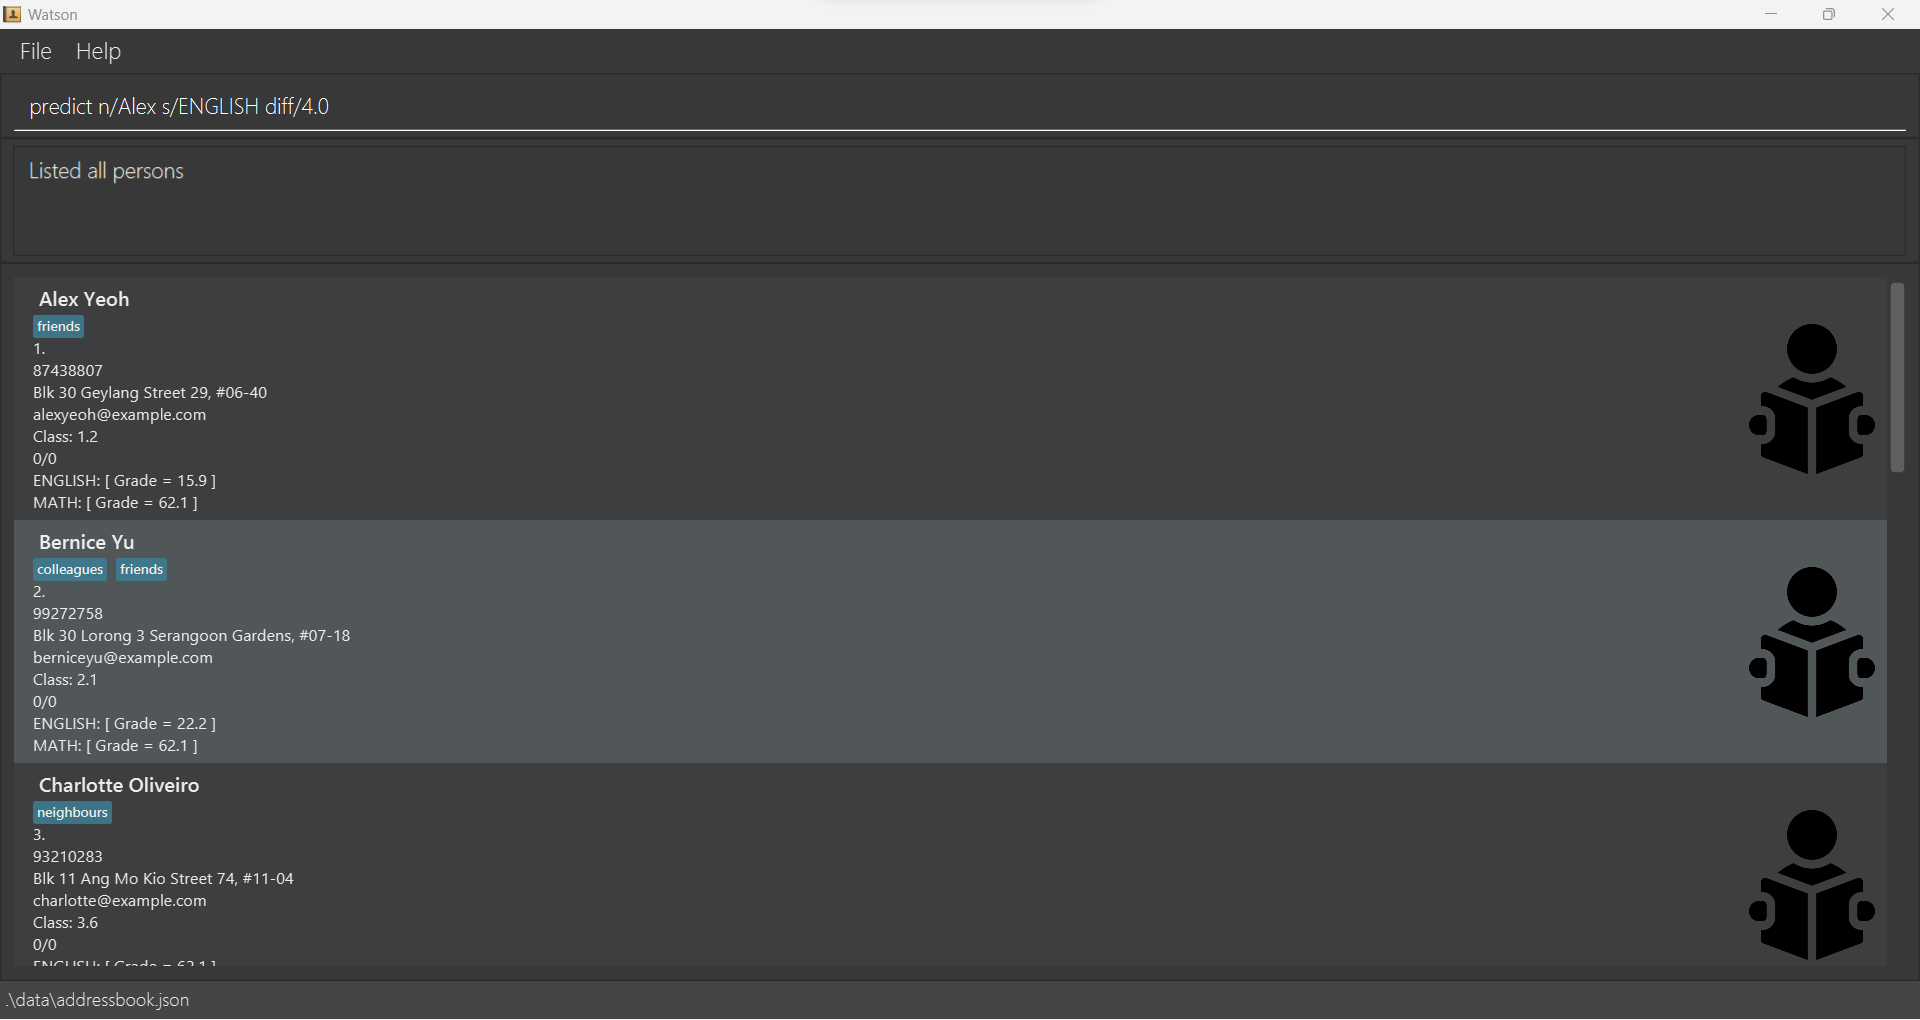 Watson
File Help
predict n/Alex s/ENGLISH diff/4.0
Listed all persons
Alex Yeoh
friends
1.
87438807
Blk 30 Geylang Street 29, #06-40
alexyeoh@example.com
Class: 1.2
0/0
ENGLISH: [ Grade = 15.9 ]
MATH: [ Grade = 62.1 ]
Bernice Yu
colleagues friends
2.
99272758
Blk 30 Lorong 3 Serangoon Gardens, #07-18
berniceyu@example.com
Class: 2.1
0/0
ENGLISH: [ Grade = 22.2 ]
MATH: [ Grade = 62.1 ]
Charlotte Oliveiro
neighbours
3.
93210283
Blk 11 Ang Mo Kio Street 74, #11-04
charlotte@example.com
Class: 3.6
0/0
ENGLISH: [ Grade = 62.1 ]
.\data\addressbook.json